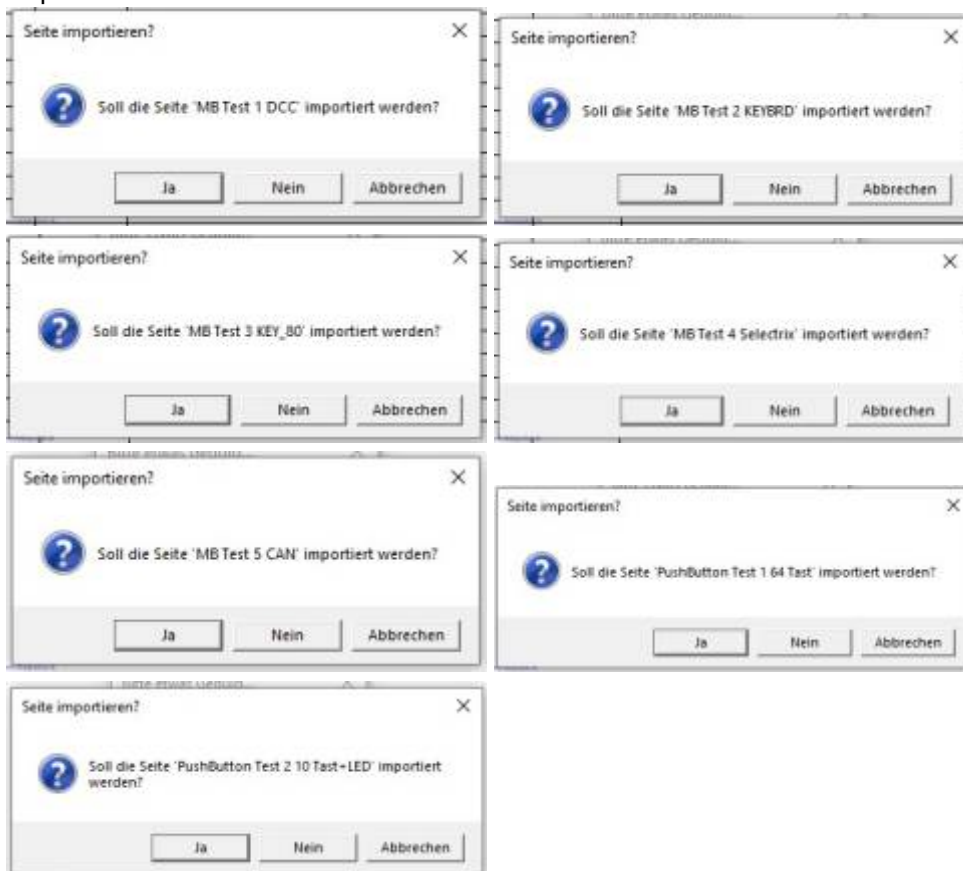 Seite importieren?
Soll die Seite 'MB Test 1 DCC' importiert werden?
Ja Nein Abbrechen
Seite importieren?
Soll die Seite 'MB Test 2 KEYBRD' importiert werden?
Ja Nein Abbrechen
Seite importieren?
Soll die Seite 'MB Test 3 KEY_80' importiert werden?
Ja Nein Abbrechen
Seite importieren?
Soll die Seite 'MB Test 4 Selectrix' importiert werden?
Ja Nein Abbrechen
Seite importieren?
Soll die Seite 'MB Test 5 CAN' importiert werden?
Ja Nein Abbrechen
Seite importieren?
Soll die Seite 'PushButton Test 1 64 Tast' importiert werden?
Ja Nein Abbrechen
Seite importieren?
Soll die Seite 'PushButton Test 2 10 Tast+LED' importiert
werden?
Ja Nein Abbrechen